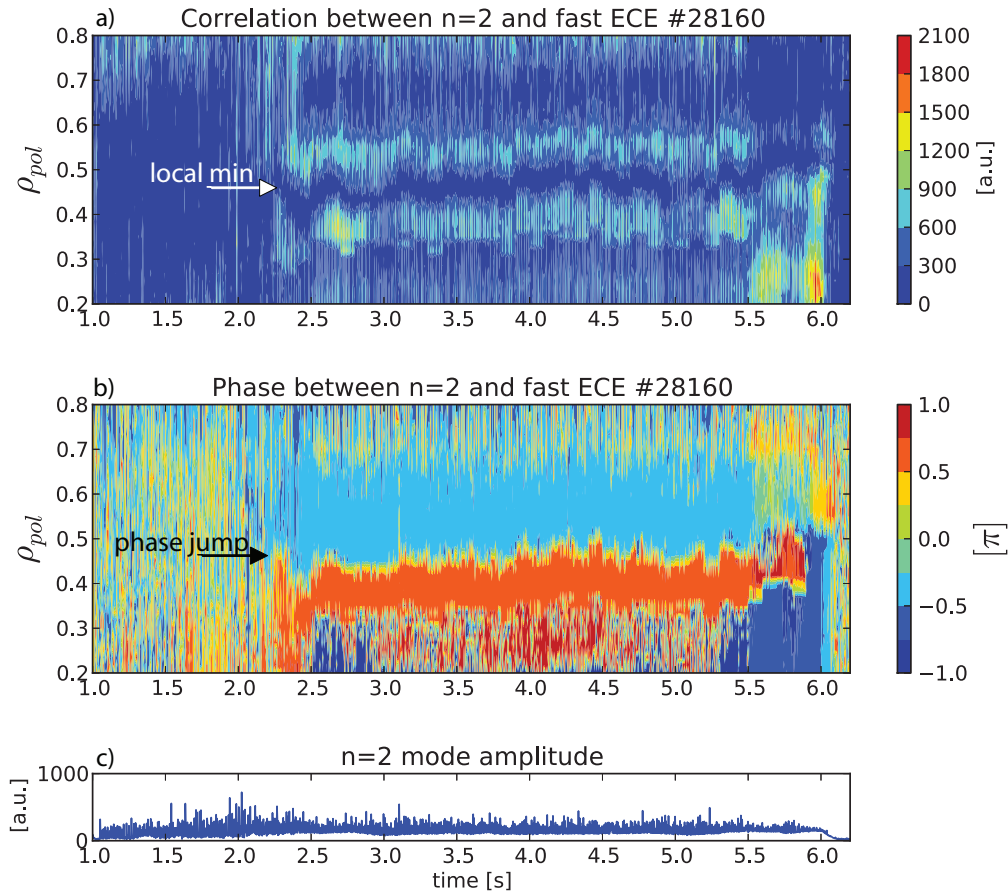 a)
Correlation between n=2 and fast ECE #28160
0.8
0.7
0.6
0.5
0.4
0.3
0.2
ρpol
local min
1.0 1.5 2.0 2.5 3.0 3.5 4.0 4.5 5.0 5.5 6.0
2100
1800
1500
1200
900
600
300
0
[a.u.]
b)
Phase between n=2 and fast ECE #28160
0.8
0.7
0.6
0.5
0.4
0.3
0.2
ρpol
phase jump
1.0 1.5 2.0 2.5 3.0 3.5 4.0 4.5 5.0 5.5 6.0
1.0
0.5
0.0
−0.5
−1.0
[π]
c)
n=2 mode amplitude
1000
0
[a.u.]
1.0 1.5 2.0 2.5 3.0 3.5 4.0 4.5 5.0 5.5 6.0
time [s]